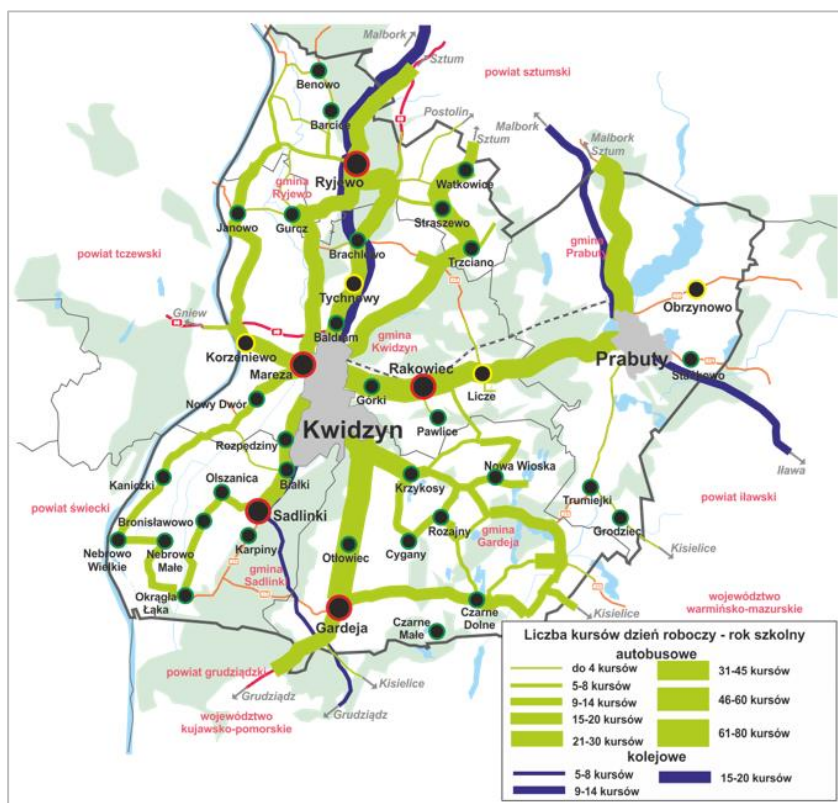 Malbork
Sztum
powiat sztumski
Benowo
Barcice
Postolin
Sztum
Malbork
Malbork
Sztum
gmina
Ryjewo
Ryjewo
Watkowice
Straszewo
Janowo
Gurcz
Brachlewo
Trzciano
gmina
Prabuty
powiat tczewski
Tychnowy
Obrzynowo
Gniew
Baldram
gmina
Kwidzyn
Korzeniewo
Mareza
Rakowiec
Prabuty
Górki
Licze
Nowy Dwór
Pawlice
Kwidzyn
Rozpędziny
Iława
Kaniczki
Olszanica
Białki
Krzykosy
Nowa Wioska
Trumiejki
powiat iławski
powiat świecki
Bronisławowo
Sadlinki
Rozajny
gmina
Gardeja
Grodziec
Nebrowo
Wielkie
Nebrowo
Małe
Karpiny
Cygany
Otłowiec
Kisielice
gmina
Sadlinki
Okrągła
Łąka
Gardeja
Czarne
Małe
Czarne
Dolne
Kisielice
województwo
warmińsko-mazurskie
powiat grudziądzki
Grudziądz
Kisielice
województwo
kujawsko-pomorskie
Grudziądz
Liczba kursów dzień roboczy - rok szkolny
autobusowe
do 4 kursów
5-8 kursów
9-14 kursów
15-20 kursów
21-30 kursów
31-45 kursów
46-60 kursów
61-80 kursów
kolejowe
5-8 kursów
9-14 kursów
15-20 kursów